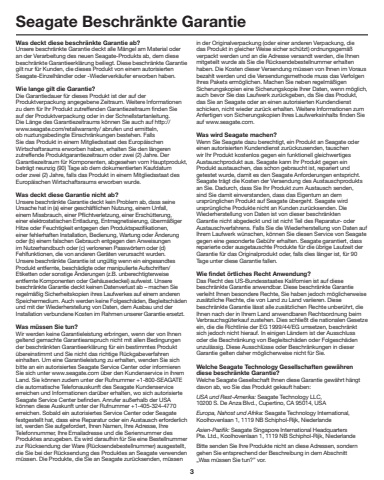 Seagate Beschränkte Garantie
Was deckt diese beschränkte Garantie ab?
Unsere beschränkte Garantie deckt alle Mängel am Material oder
an der Verarbeitung des neuen Seagate-Produkts ab, dem diese
beschränkte Garantieerklärung beiliegt. Diese beschränkte Garantie
gilt nur für Kunden, die dieses Produkt von einem autorisierten
Seagate-Einzelhändler oder -Wiederverkäufer erworben haben.
Wie lange gilt die Garantie?
Die Garantiedauer für dieses Produkt ist der auf der
Produktverpackung angegebene Zeitraum. Weitere Informationen
zu dem für Ihr Produkt zutreffenden Garantiezeitraum finden Sie
auf der Produktverpackung oder in der Schnellstartanleitung.
Die Länge des Garantiezeitraums können Sie auch auf http://
www.seagate.com/retailwarranty/ abrufen und ermitteln,
ob nutzungsbedingte Einschränkungen bestehen. Falls
Sie das Produkt in einem Mitgliedstaat des Europäischen
Wirtschaftsraums erworben haben, erhalten Sie den längeren
zutreffende Produktgarantiezeitraum oder zwei (2) Jahre. Der
Garantiezeitraum für Komponenten, abgesehen vom Hauptprodukt,
beträgt neunzig (90) Tage ab dem dokumentierten Kaufdatum
oder zwei (2) Jahre, falls das Produkt in einem Mitgliedstaat des
Europäischen Wirtschaftsraums erworben wurde.
Was deckt diese Garantie nicht ab?
Unsere beschränkte Garantie deckt kein Problem ab, dass seine
Ursache hat in (a) einer geschäftlichen Nutzung, einem Unfall,
einem Missbrauch, einer Pflichtverletzung, einer Erschütterung,
einer elektrostatischen Entladung, Ermäßigung, übermäßiger
Hitze oder Feuchtigkeit entgegen den Produktspezifikationen,
einer fehlerhaften Installation, Bedienung, Wartung oder Änderung
oder (b) einem falschen Gebrauch entgegen den Anweisungen
im Nutzerhandbuch oder (c) verlorenen Passwörtern oder (d)
Fehlfunktionen, die von anderen Geräten verursacht wurden.
Unsere beschränkte Garantie ist ungültig wenn ein eingesandtes
Produkt entfernte, beschädigte oder manipulierte Aufschriften/
Etiketten oder sonstige Änderungen (z.B. unberechtigterweise
entfernte Komponenten oder Gehäusedeckel) aufweist. Unsere
beschränkte Garantie deckt keinen Datenverlust ab – machen Sie
regelmäßig Sicherungskopien Ihres Laufwerkes auf einem externen
Speichermedium. Auch werden keine Folgeschäden, Begleitschäden
und mit der Wiederherstellung von Daten, dem Ausbau und der
Installation verbundene Kosten im Rahmen unserer Garantie ersetzt.
Was müssen Sie tun?
Wir werden keine Garantieleistung erbringen, wenn der von Ihnen
geltend gemachte Garantieanspruch nicht mit allen Bedingungen
der beschränkten Garantieerklärung für ein bestimmtes Produkt
übereinstimmt und Sie nicht das richtige Rückgabeverfahren
einhalten. Um eine Garantieleistung zu erhalten, wenden Sie sich
bitte an ein autorisiertes Seagate Service Center oder informieren
Sie sich unter www.seagate.com über den Kundenservice in Ihrem
Land. Sie können zudem unter der Rufnummer +1-800-SEAGATE
die automatische Telefonauskunft des Seagate Kundenservice
erreichen und Informationen darüber erhalten, wo sich autorisierte
Seagate Service Center befinden. Anrufer außerhalb der USA
können diese Auskunft unter der Rufnummer +1-405-324-4770
erreichen. Sobald ein autorisiertes Seagate Service Center oder Seagate
festgestellt hat, dass eine Reparatur oder ein Austausch erforderlich
ist, werden Sie aufgefordert, Ihren Namen, Ihre Adresse, Ihre
Telefonnummer, Ihre Emailadresse und die Seriennummer des
Produktes anzugeben. Es wird daraufhin für Sie eine Bestellnummer
zur Rücksendung der Ware (Rücksendebestellnummer) ausgestellt,
die Sie bei der Rücksendung des Produktes an Seagate verwenden
müssen. Die Produkte, die Sie an Seagate zurücksenden, müssen
in der Originalverpackung (oder einer anderen Verpackung, die
das Produkt in gleicher Weise sicher schützt) ordnungsgemäß
verpackt werden und an die Adresse versandt werden, die Ihnen
mitgeteilt wurde als Sie die Rücksendebestellnummer erhalten
haben. Die Kosten dieser Versendung müssen von Ihnen im Voraus
bezahlt werden und die Versendungsmethode muss das Verfolgen
Ihres Pakets ermöglichen. Machen Sie neben regelmäßigen
Sicherungskopien eine Sicherungskopie Ihrer Daten, wenn möglich,
auch bevor Sie das Laufwerk zurückgeben, da Sie das Produkt,
das Sie an Seagate oder an einen autorisierten Kundendienst
schicken, nicht wieder zurück erhalten. Weitere Informationen zum
Anfertigen von Sicherungskopien Ihres Laufwerksinhalts finden Sie
auf www.seagate.com.
Was wird Seagate machen?
Wenn Sie Seagate dazu berechtigt, ein Produkt an Seagate oder
einen autorisierten Kundendienst zurückzusenden, tauschen
wir Ihr Produkt kostenlos gegen ein funktionell gleichwertiges
Austauschprodukt aus. Seagate kann Ihr Produkt gegen ein
Produkt austauschen, das schon gebraucht ist, repariert und
getestet wurde, damit es den Seagate Anforderungen entspricht.
Seagate trägt die Kosten der Versendung des Austauschprodukts
an Sie. Dadurch, dass Sie Ihr Produkt zum Austausch senden,
sind Sie damit einverstanden, dass das Eigentum an dem
ursprünglichen Produkt auf Seagate übergeht. Seagate wird
ursprüngliche Produkte nicht an Kunden zurücksenden. Die
Wiederherstellung von Daten ist von dieser beschränkten
Garantie nicht abgedeckt und ist nicht Teil des Reparatur- oder
Austauschverfahrens. Falls Sie die Wiederherstellung von Daten auf
Ihrem Laufwerk wünschen, können Sie diesen Service von Seagate
gegen eine gesonderte Gebühr erhalten. Seagate garantiert, dass
reparierte oder ausgetauschte Produkte für die übrige Laufzeit der
Garantie für das Originalprodukt oder, falls dies länger ist, für 90
Tage unter diese Garantie fallen.
Wie findet örtliches Recht Anwendung?
Das Recht des US-Bundesstaates Kalifornien ist auf diese
beschränkte Garantie anwendbar. Diese beschränkte Garantie
verleiht Ihnen besondere Rechte, Sie haben jedoch möglicherweise
zusätzliche Rechte, die von Land zu Land variieren. Diese
beschränkte Garantie lässt alle zusätzlichen Rechte unberührt, die
Ihnen nach der in Ihrem Land anwendbaren Rechtsordnung beim
Verbrauchsgüterkauf zustehen. Dies schließt die nationalen Gesetze
ein, die die Richtlinie der EG 1999/44/EG umsetzen, beschränkt
sich jedoch nicht hierauf. In einigen Ländern ist der Ausschluss
oder die Beschränkung von Begleitschäden oder Folgeschäden
unzulässig. Diese Ausschlüsse oder Beschränkungen in dieser
Garantie gelten daher möglicherweise nicht für Sie.
Welche Seagate Technology Gesellschaften gewähren
diese beschränkte Garantie?
Welche Seagate Gesellschaft Ihnen diese Garantie gewährt hängt
davon ab, wo Sie das Produkt gekauft haben:
USA und Rest-Amerika: Seagate Technology LLC,
10200 S. De Anza Blvd., Cupertino, CA 95014, USA
Europa, Nahost und Afrika: Seagate Technology International,
Koolhovenlaan 1, 1119 NB Schiphol-Rijk, Niederlande
Asien-Pazifik: Seagate Singapore International Headquarters
Pte. Ltd., Koolhovenlaan 1, 1119 NB Schiphol-Rijk, Niederlande
Bitte senden Sie Ihre Produkte nicht an diese Adressen, sondern
gehen Sie entsprechend der Beschreibung in dem Abschnitt
„Was müssen Sie tun?" vor.
3